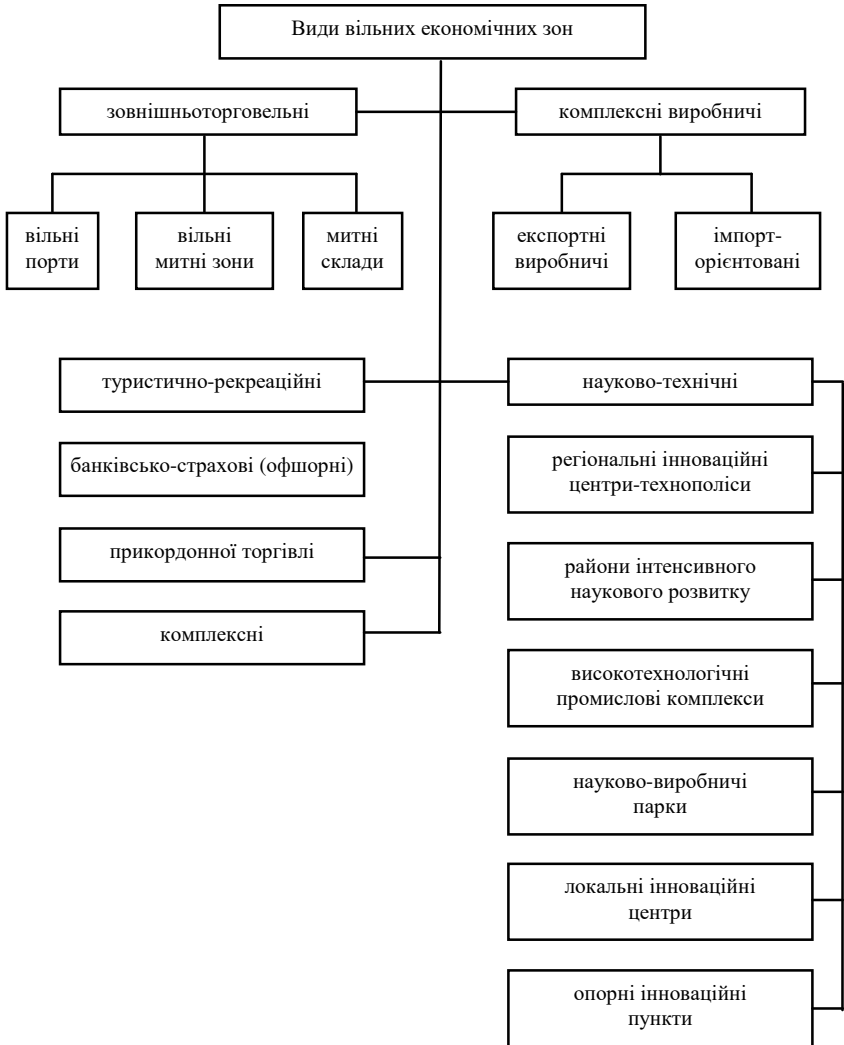 Види вільних економічних зон
зовнішньоторговельні
комплексні виробничі
вільні
порти
вільні
митні зони
митні
склади
експортні
виробничі
імпорт-
орієнтовані
туристично-рекреаційні
науково-технічні
банківсько-страхові (офшорні)
регіональні інноваційні
центри-технополіси
прикордонної торгівлі
райони інтенсивного
наукового розвитку
комплексні
високотехнологічні
промислові комплекси
науково-виробничі
парки
локальні інноваційні
центри
опорні інноваційні
пункти